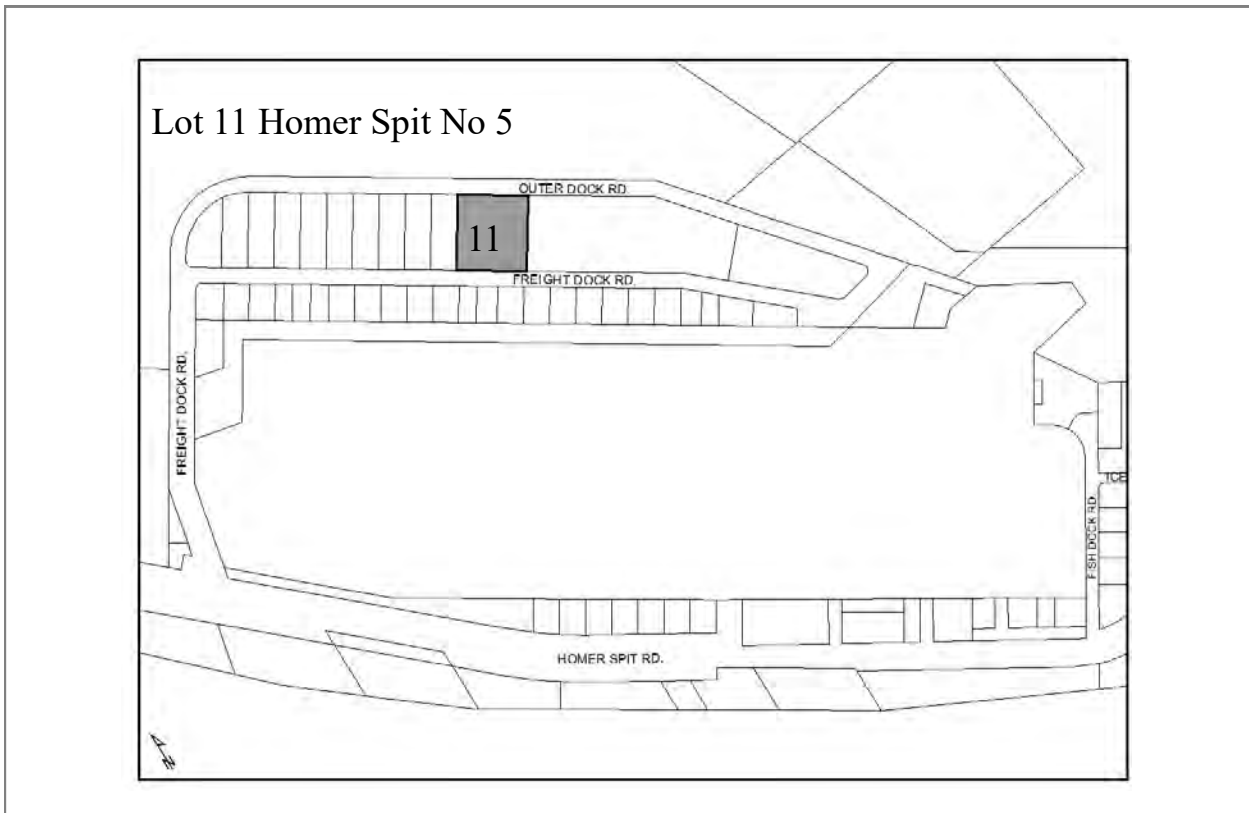 Lot 11 Homer Spit No 5
OUTER DOCK RD.
11
FREIGHT DOCK RD.
FREIGHT DOCK RD.
ICE
FISH DOCK RD.
HOMER SPIT RD.
N